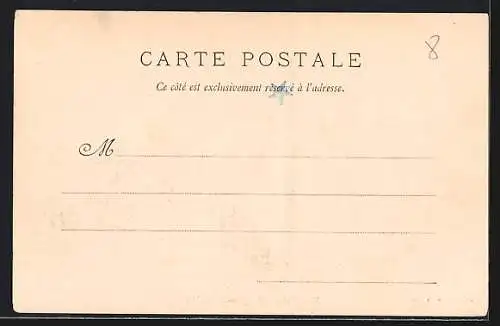 8
CARTE POSTALE
Ce côté est exclusivement réservé à l'adresse.
M